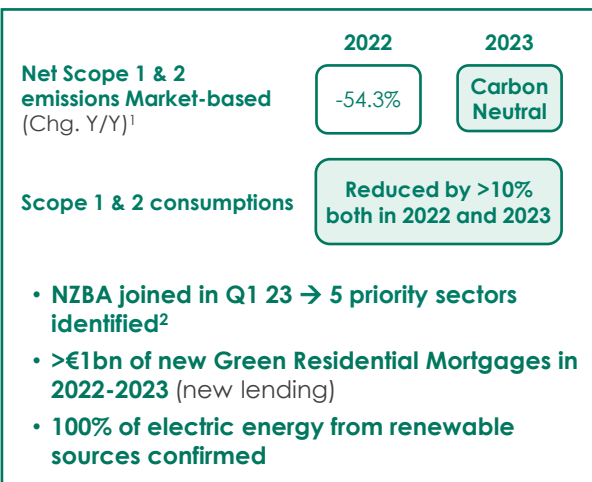 2022 2023
Net Scope 1 & 2
emissions Market-based
(Chg. Y/Y)¹
-54.3%
Carbon
Neutral
Scope 1 & 2 consumptions
Reduced by >10%
both in 2022 and 2023
• NZBA joined in Q1 23 → 5 priority sectors
identified²
• >€1bn of new Green Residential Mortgages in
2022-2023 (new lending)
• 100% of electric energy from renewable
sources confirmed